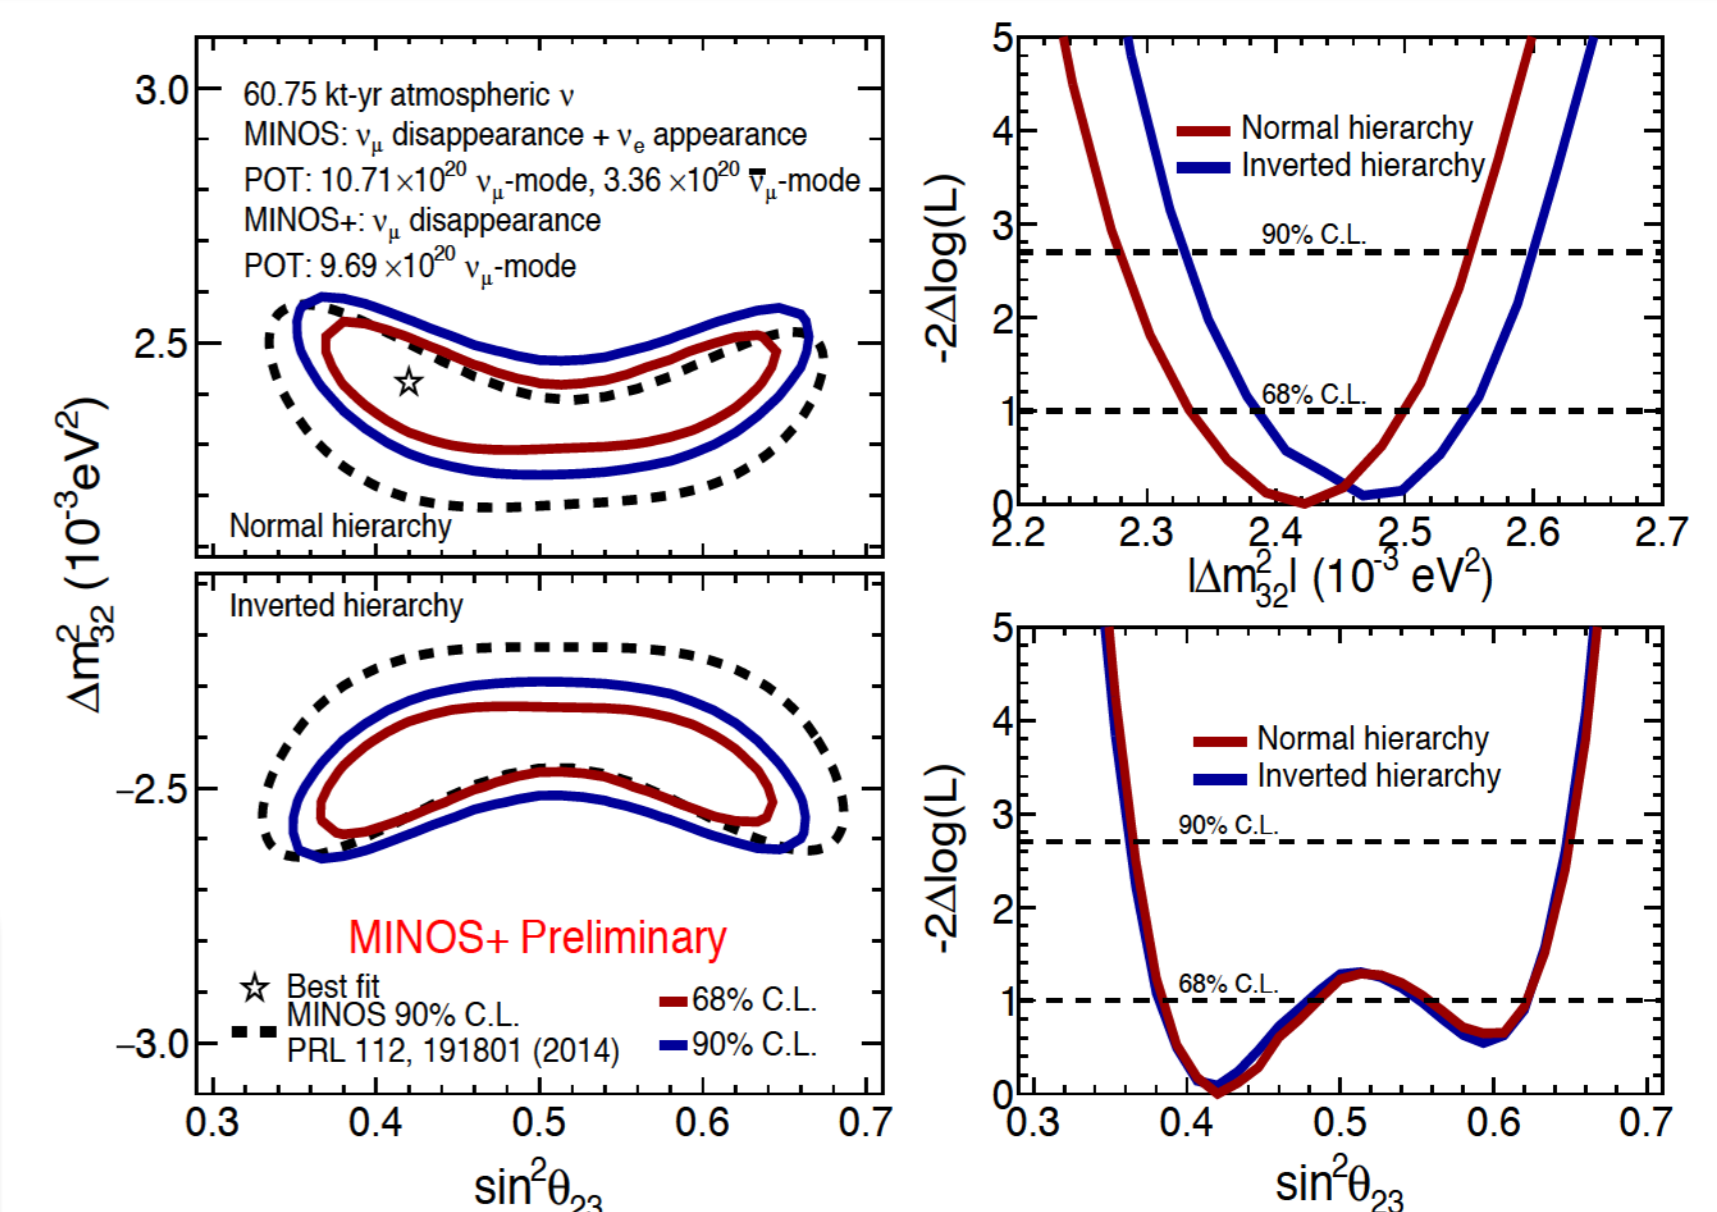 3.0
2.5
60.75 kt-yr atmospheric ν
MINOS: νμ disappearance + νe appearance
POT: 10.71×10²⁰ νμ-mode, 3.36 ×10²⁰ ν̄μ-mode
MINOS+: νμ disappearance
POT: 9.69 ×10²⁰ νμ-mode
Normal hierarchy
Δm²₃₂ (10⁻³eV²)
Inverted hierarchy
−2.5
−3.0
MINOS+ Preliminary
Best fit
MINOS 90% C.L.
PRL 112, 191801 (2014)
68% C.L.
90% C.L.
0.3 0.4 0.5 0.6 0.7
sin²θ₂₃
5
4
3
2
1
0
-2Δlog(L)
Normal hierarchy
Inverted hierarchy
90% C.L.
68% C.L.
2.2 2.3 2.4 2.5 2.6 2.7
|Δm²₃₂| (10⁻³ eV²)
5
4
3
2
1
0
-2Δlog(L)
Normal hierarchy
Inverted hierarchy
90% C.L.
68% C.L.
0.3 0.4 0.5 0.6 0.7
sin²θ₂₃